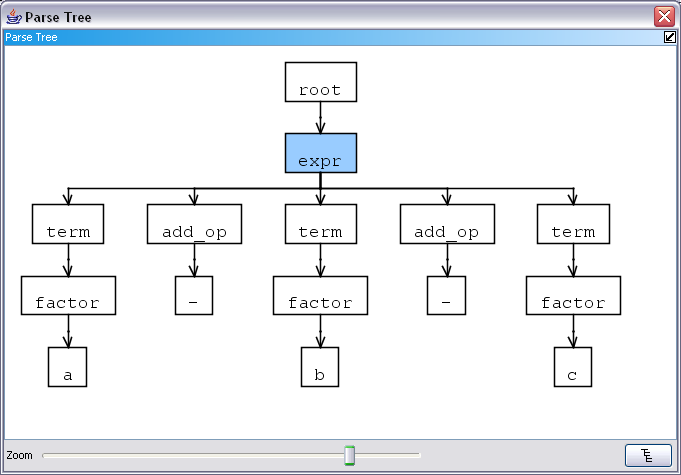 Parse Tree
Parse Tree
root
expr
term add_op term add_op term
factor - factor - factor
a b c
Zoom